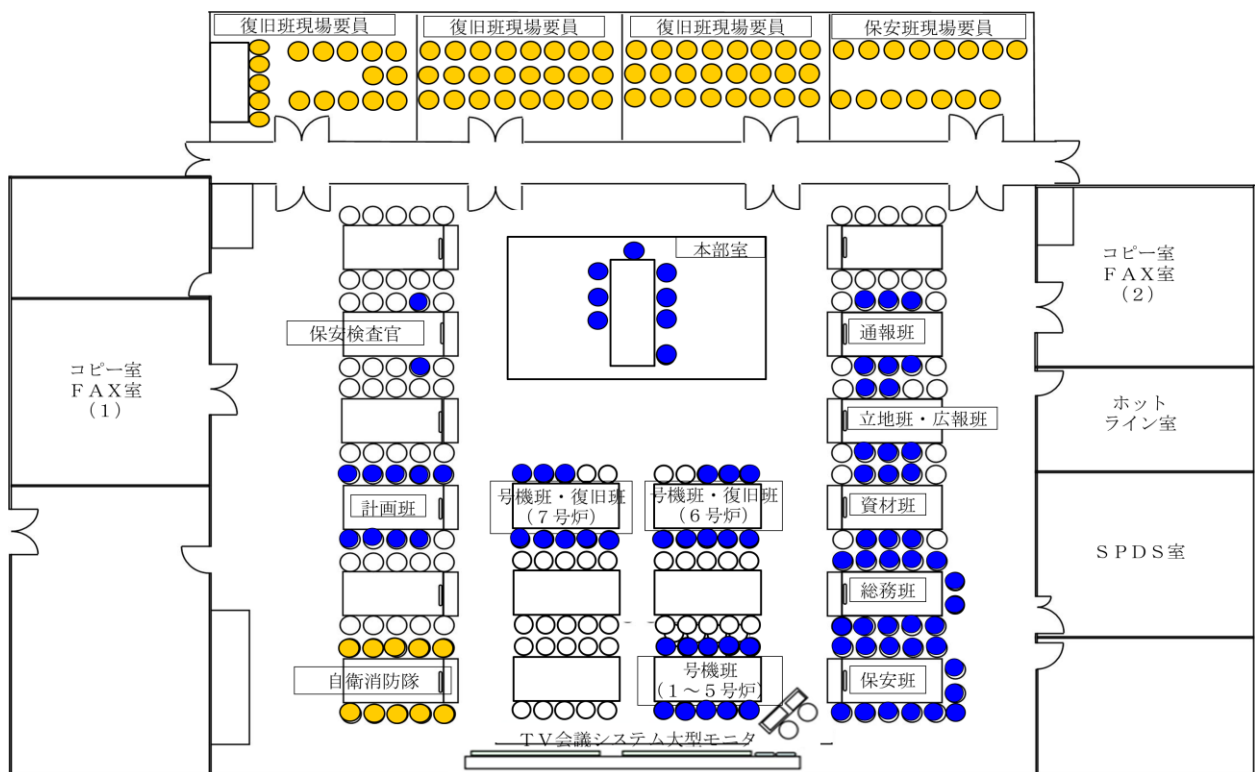 復旧班現場要員
復旧班現場要員
復旧班現場要員
保安班現場要員
本部室
コピー室
ＦＡＸ室
（2）
保安検査官
通報班
コピー室
ＦＡＸ室
（1）
ホット
ライン室
立地班・広報班
計画班
号機班・復旧班
（７号炉）
号機班・復旧班
（６号炉）
資材班
ＳＰＤＳ室
総務班
自衛消防隊
号機班
（１～５号炉）
保安班
ＴＶ会議システム大型モニタ